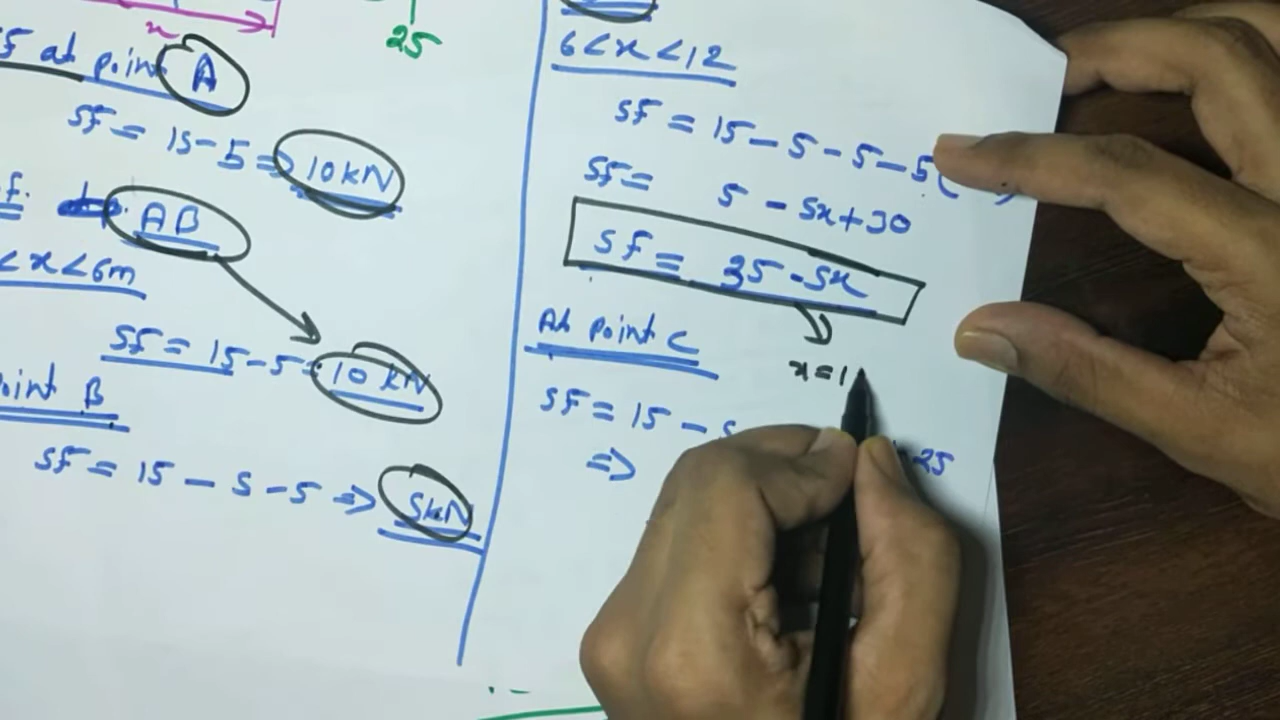 x
25
SF at point A
SF = 15 - 5 => 10 kN
F. AB
< x < 6m
SF = 15 - 5 = 10 kN
point B
SF = 15 - 5 - 5 => 5kN
6 < x < 12
SF = 15 - 5 - 5 - 5(
SF = 5 - 5x + 30
SF = 35 - 5x
At point C
x = 1
SF = 15 - 5
25
=>